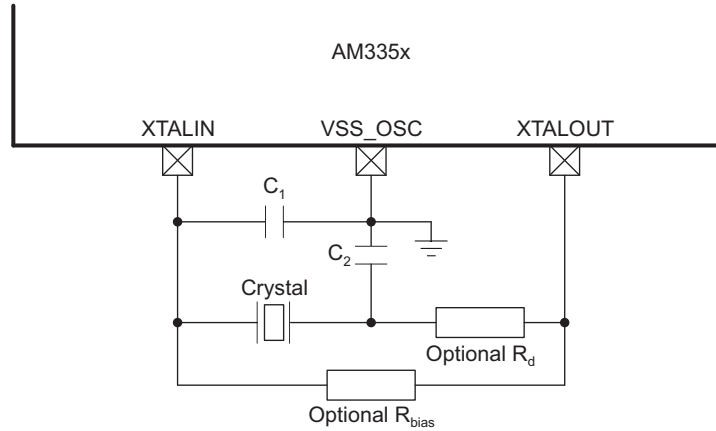 AM335x
XTALIN VSS_OSC XTALOUT
C1
C2
Crystal
Optional Rd
Optional Rbias